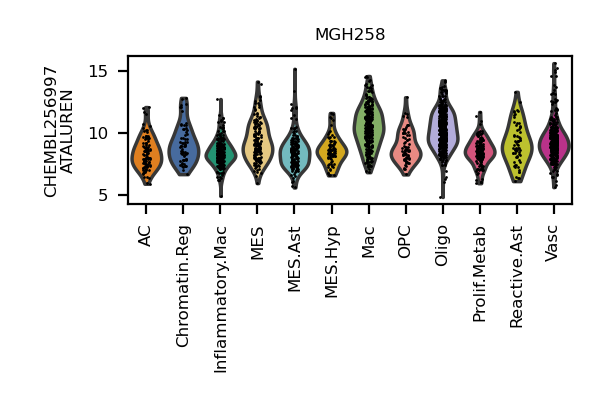 MGH258
CHEMBL256997
ATALUREN
15
10
5
AC
Chromatin.Reg
Inflammatory.Mac
MES
MES.Ast
MES.Hyp
Mac
OPC
Oligo
Prolif.Metab
Reactive.Ast
Vasc